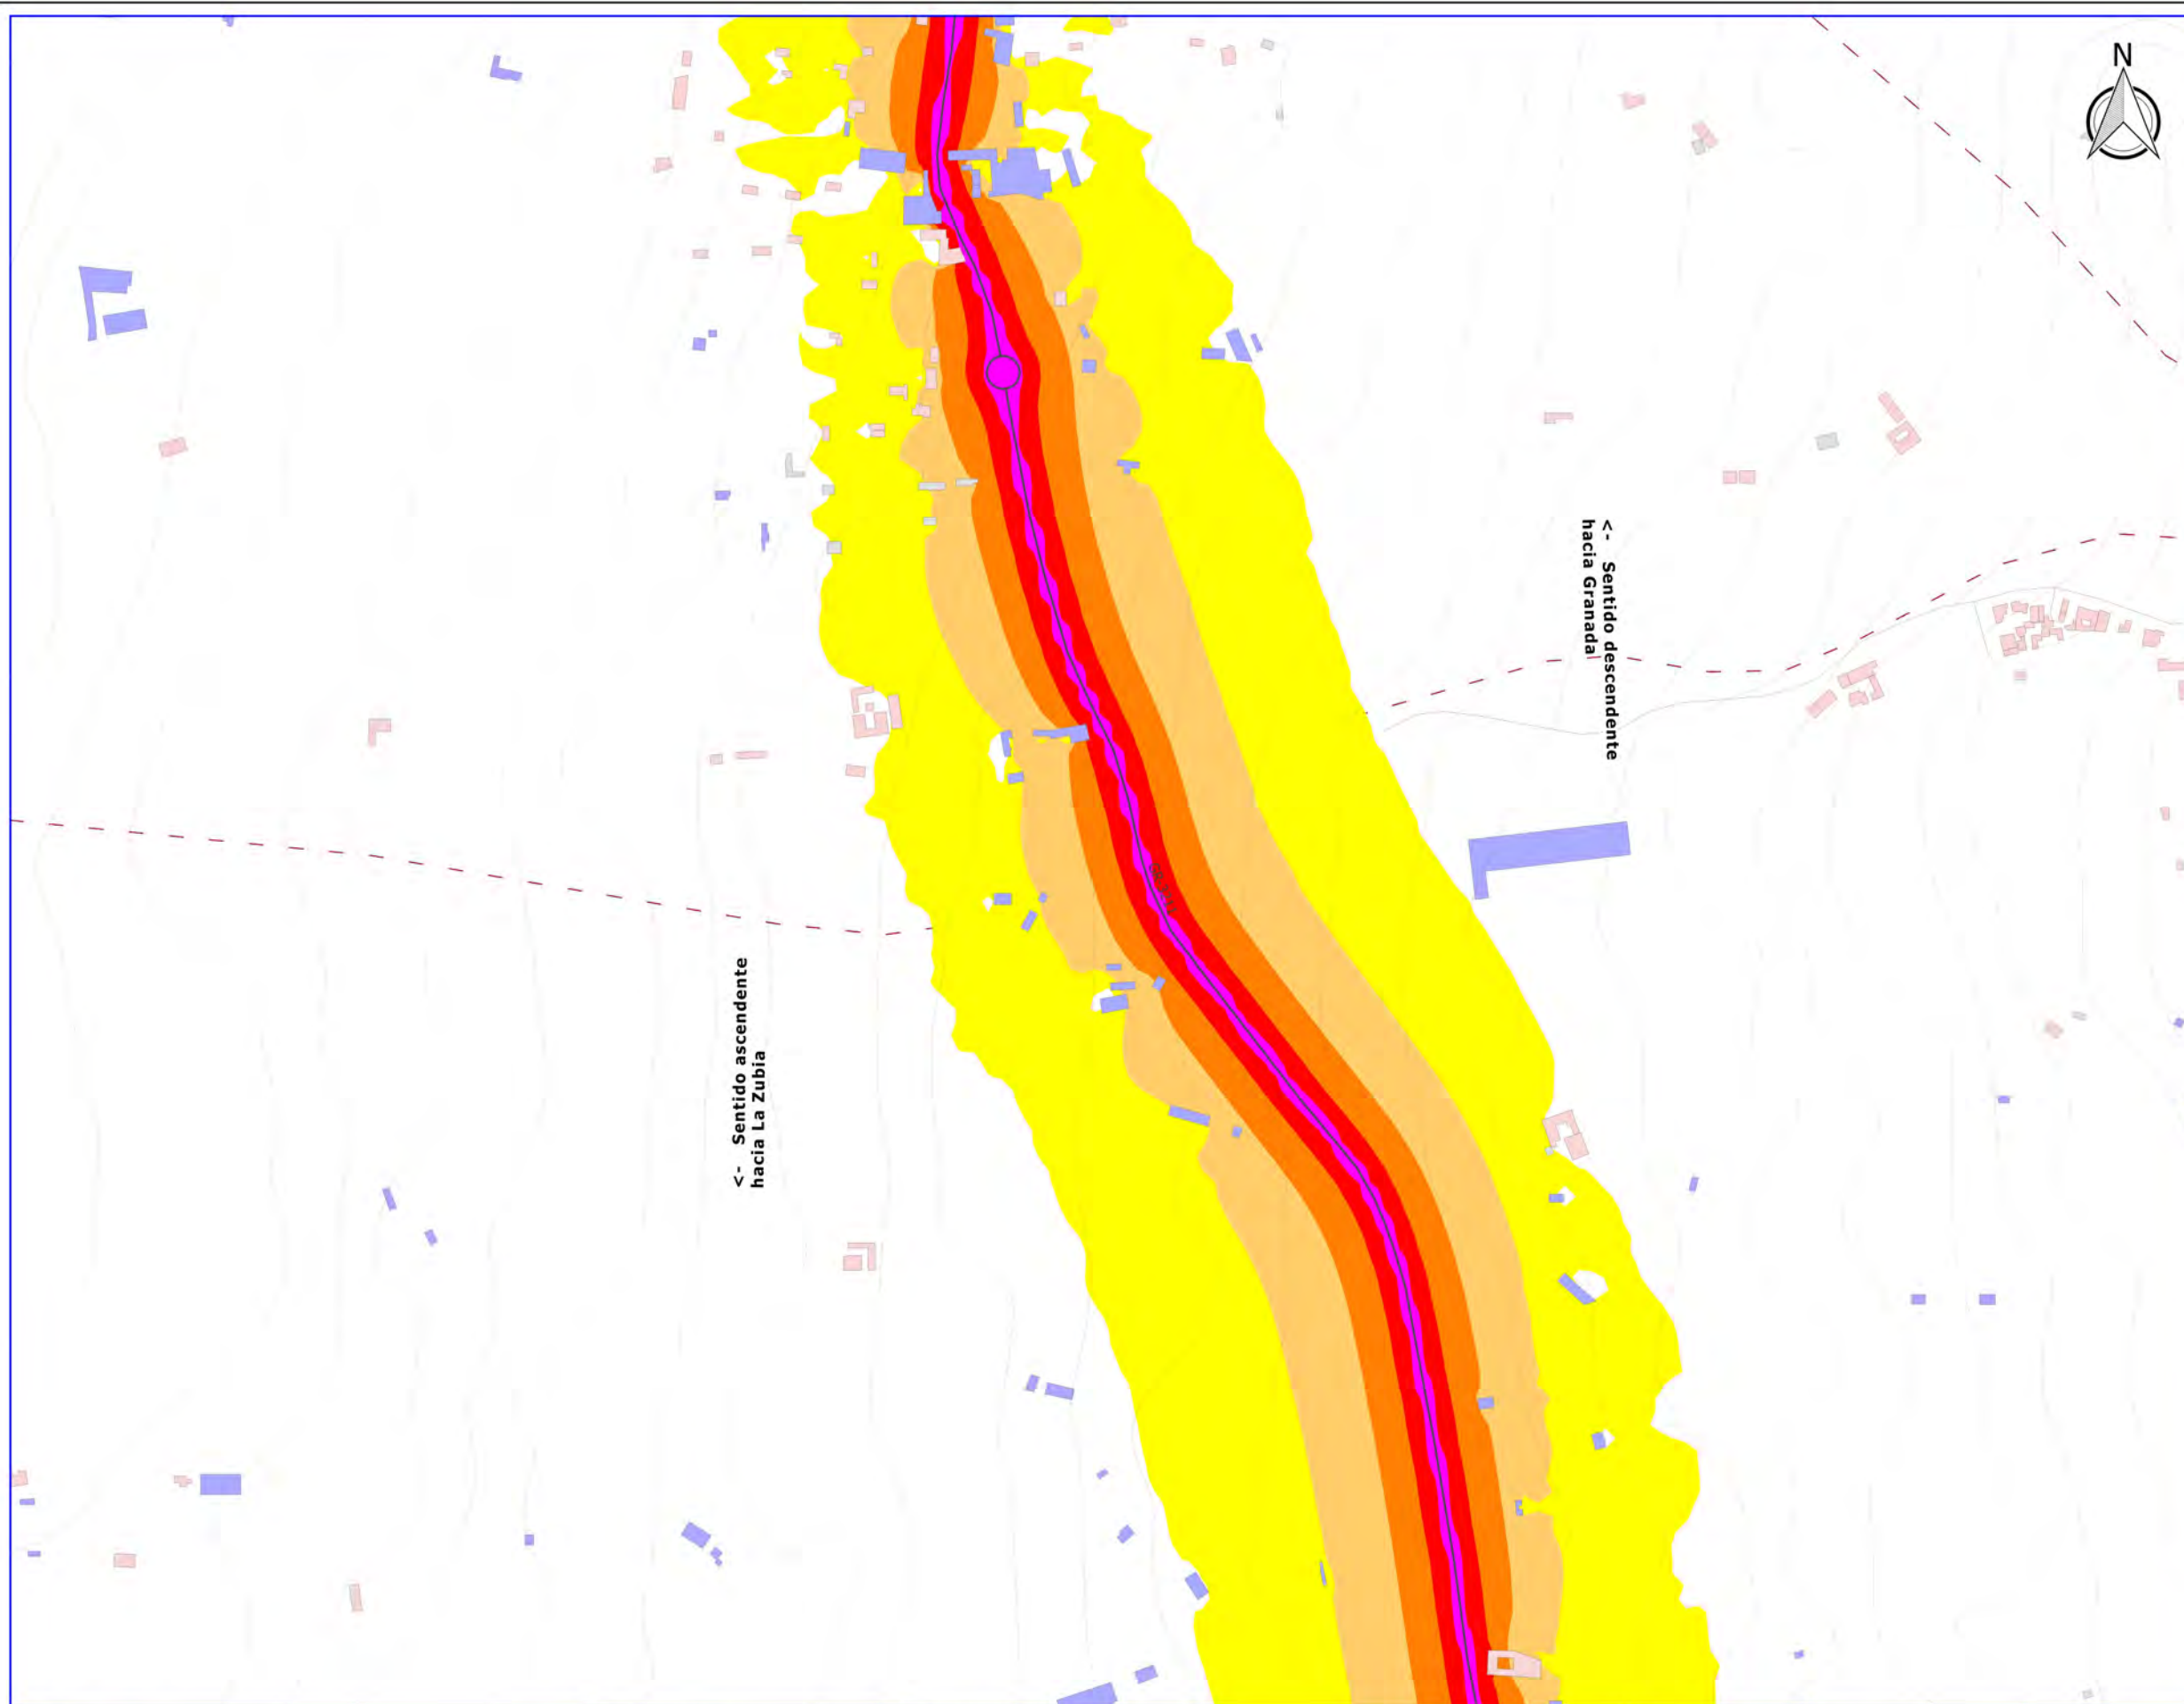 N
<- Sentido descendente
hacia Granada
<- Sentido ascendente
hacia La Zubia